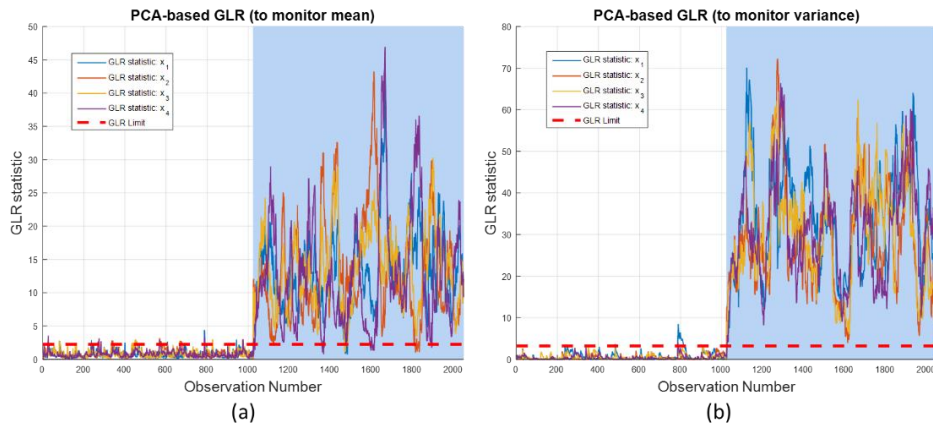 PCA-based GLR (to monitor mean)
50
45
40
35
30
25
20
15
10
5
0
GLR statistic
GLR statistic: x1
GLR statistic: x2
GLR statistic: x3
GLR statistic: x4
GLR Limit
0 200 400 600 800 1000 1200 1400 1600 1800 2000
Observation Number
(a)
PCA-based GLR (to monitor variance)
80
70
60
50
40
30
20
10
0
GLR statistic
GLR statistic: x1
GLR statistic: x2
GLR statistic: x3
GLR statistic: x4
GLR Limit
0 200 400 600 800 1000 1200 1400 1600 1800 2000
Observation Number
(b)